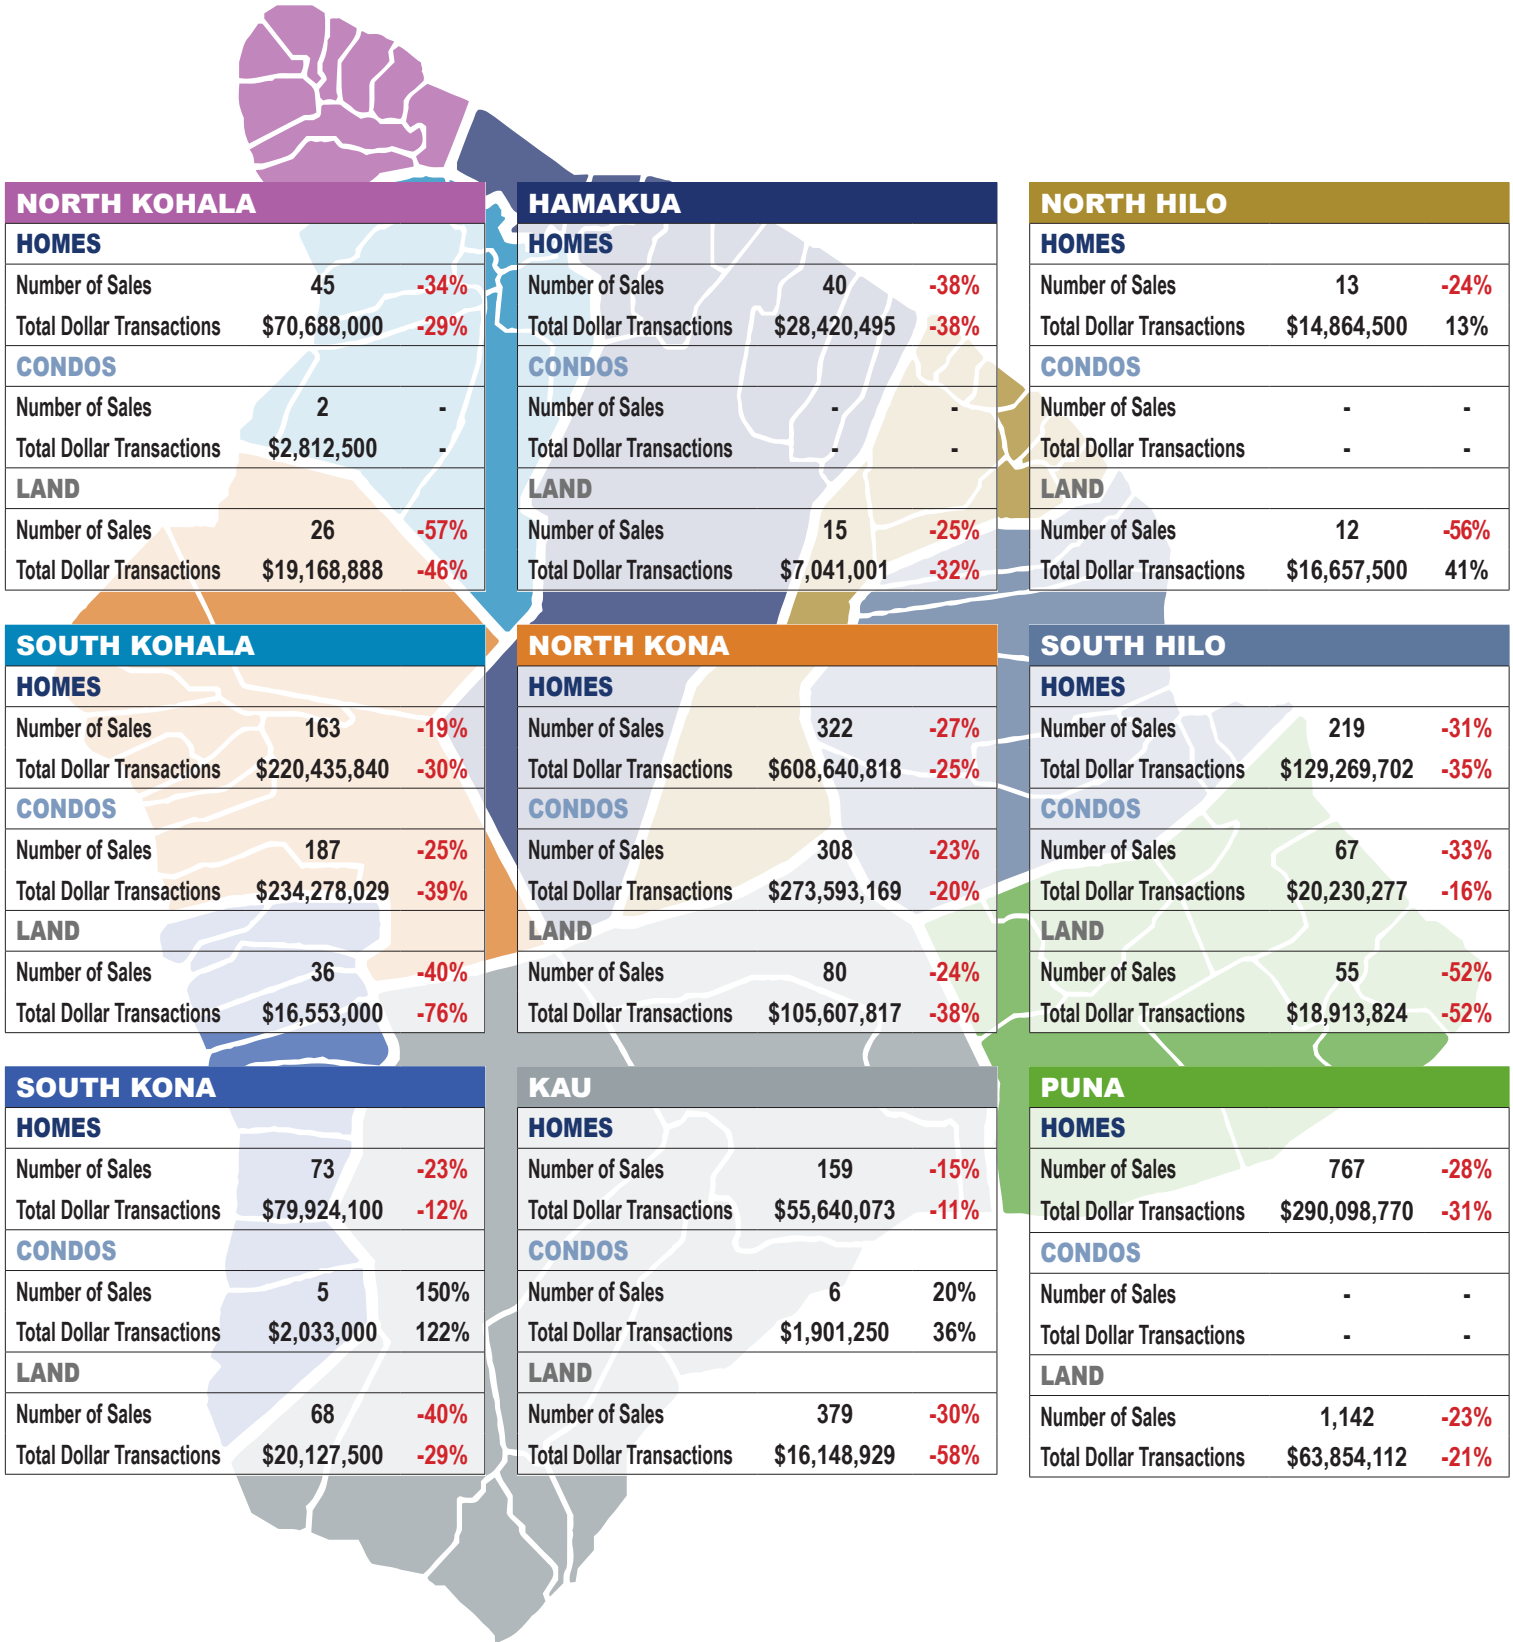 NORTH KOHALA
HOMES
Number of Sales 45 -34%
Total Dollar Transactions $70,688,000 -29%
CONDOS
Number of Sales 2 -
Total Dollar Transactions $2,812,500 -
LAND
Number of Sales 26 -57%
Total Dollar Transactions $19,168,888 -46%
HAMAKUA
HOMES
Number of Sales 40 -38%
Total Dollar Transactions $28,420,495 -38%
CONDOS
Number of Sales - -
Total Dollar Transactions - -
LAND
Number of Sales 15 -25%
Total Dollar Transactions $7,041,001 -32%
NORTH HILO
HOMES
Number of Sales 13 -24%
Total Dollar Transactions $14,864,500 13%
CONDOS
Number of Sales - -
Total Dollar Transactions - -
LAND
Number of Sales 12 -56%
Total Dollar Transactions $16,657,500 41%
SOUTH KOHALA
HOMES
Number of Sales 163 -19%
Total Dollar Transactions $220,435,840 -30%
CONDOS
Number of Sales 187 -25%
Total Dollar Transactions $234,278,029 -39%
LAND
Number of Sales 36 -40%
Total Dollar Transactions $16,553,000 -76%
NORTH KONA
HOMES
Number of Sales 322 -27%
Total Dollar Transactions $608,640,818 -25%
CONDOS
Number of Sales 308 -23%
Total Dollar Transactions $273,593,169 -20%
LAND
Number of Sales 80 -24%
Total Dollar Transactions $105,607,817 -38%
SOUTH HILO
HOMES
Number of Sales 219 -31%
Total Dollar Transactions $129,269,702 -35%
CONDOS
Number of Sales 67 -33%
Total Dollar Transactions $20,230,277 -16%
LAND
Number of Sales 55 -52%
Total Dollar Transactions $18,913,824 -52%
SOUTH KONA
HOMES
Number of Sales 73 -23%
Total Dollar Transactions $79,924,100 -12%
CONDOS
Number of Sales 5 150%
Total Dollar Transactions $2,033,000 122%
LAND
Number of Sales 68 -40%
Total Dollar Transactions $20,127,500 -29%
KAU
HOMES
Number of Sales 159 -15%
Total Dollar Transactions $55,640,073 -11%
CONDOS
Number of Sales 6 20%
Total Dollar Transactions $1,901,250 36%
LAND
Number of Sales 379 -30%
Total Dollar Transactions $16,148,929 -58%
PUNA
HOMES
Number of Sales 767 -28%
Total Dollar Transactions $290,098,770 -31%
CONDOS
Number of Sales - -
Total Dollar Transactions - -
LAND
Number of Sales 1,142 -23%
Total Dollar Transactions $63,854,112 -21%